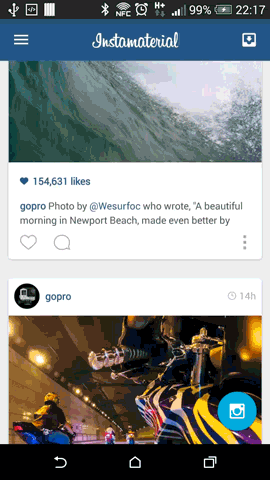 NFC H+ 99% 22:17
Instamaterial
154,631 likes
gopro Photo by @Wesurfoc who wrote, "A beautiful
morning in Newport Beach, made even better by
gopro 14h